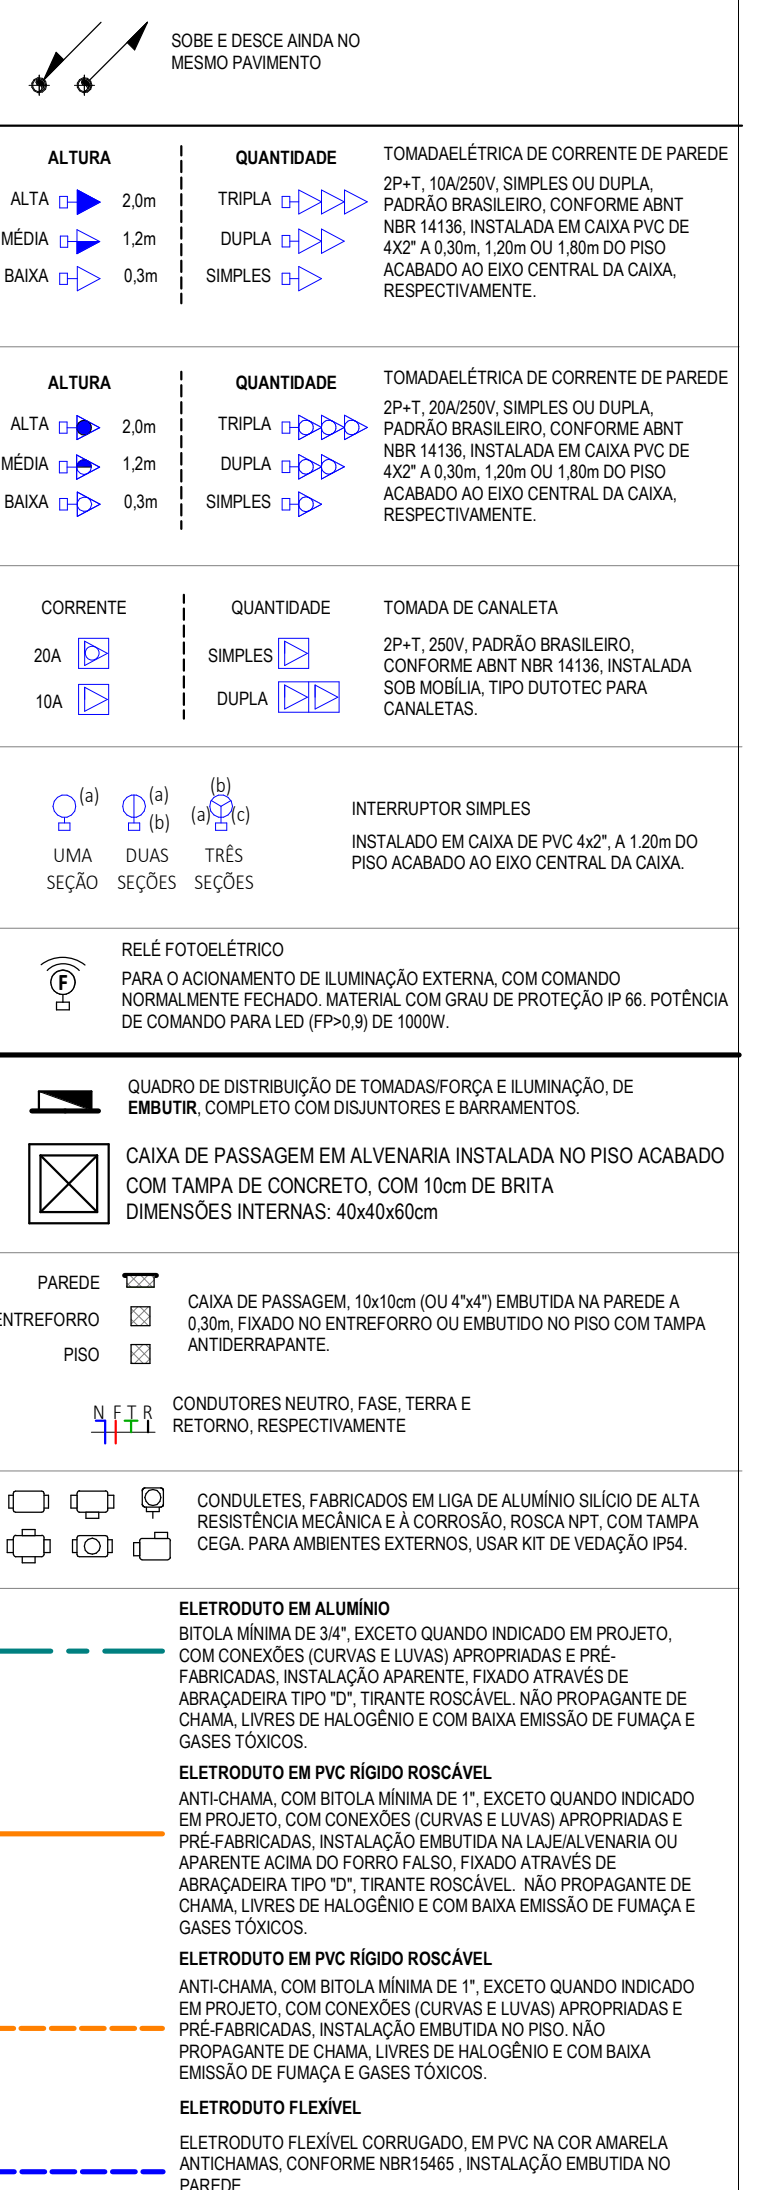 SOBE E DESCE AINDA NO
MESMO PAVIMENTO
ALTURA
ALTA 2,0m
MÉDIA 1,2m
BAIXA 0,3m
QUANTIDADE
TRIPLA
DUPLA
SIMPLES
TOMADAELÉTRICA DE CORRENTE DE PAREDE
2P+T, 10A/250V, SIMPLES OU DUPLA,
PADRÃO BRASILEIRO, CONFORME ABNT
NBR 14136, INSTALADA EM CAIXA PVC DE
4X2" A 0,30m, 1,20m OU 1,80m DO PISO
ACABADO AO EIXO CENTRAL DA CAIXA,
RESPECTIVAMENTE.
ALTURA
ALTA 2,0m
MÉDIA 1,2m
BAIXA 0,3m
QUANTIDADE
TRIPLA
DUPLA
SIMPLES
TOMADAELÉTRICA DE CORRENTE DE PAREDE
2P+T, 20A/250V, SIMPLES OU DUPLA,
PADRÃO BRASILEIRO, CONFORME ABNT
NBR 14136, INSTALADA EM CAIXA PVC DE
4X2" A 0,30m, 1,20m OU 1,80m DO PISO
ACABADO AO EIXO CENTRAL DA CAIXA,
RESPECTIVAMENTE.
CORRENTE
20A
10A
QUANTIDADE
SIMPLES
DUPLA
TOMADA DE CANALETA
2P+T, 250V, PADRÃO BRASILEIRO,
CONFORME ABNT NBR 14136, INSTALADA
SOB MOBÍLIA, TIPO DUTOTEC PARA
CANALETAS.
(a)
UMA
SEÇÃO
(a)
(b)
DUAS
SEÇÕES
(b)
(a) (c)
TRÊS
SEÇÕES
INTERRUPTOR SIMPLES
INSTALADO EM CAIXA DE PVC 4x2", A 1.20m DO
PISO ACABADO AO EIXO CENTRAL DA CAIXA.
F
RELÉ FOTOELÉTRICO
PARA O ACIONAMENTO DE ILUMINAÇÃO EXTERNA, COM COMANDO
NORMALMENTE FECHADO. MATERIAL COM GRAU DE PROTEÇÃO IP 66. POTÊNCIA
DE COMANDO PARA LED (FP>0,9) DE 1000W.
QUADRO DE DISTRIBUIÇÃO DE TOMADAS/FORÇA E ILUMINAÇÃO, DE
EMBUTIR, COMPLETO COM DISJUNTORES E BARRAMENTOS.
CAIXA DE PASSAGEM EM ALVENARIA INSTALADA NO PISO ACABADO
COM TAMPA DE CONCRETO, COM 10cm DE BRITA
DIMENSÕES INTERNAS: 40x40x60cm
PAREDE
ENTREFORRO
PISO
CAIXA DE PASSAGEM, 10x10cm (OU 4"x4") EMBUTIDA NA PAREDE A
0,30m, FIXADO NO ENTREFORRO OU EMBUTIDO NO PISO COM TAMPA
ANTIDERRAPANTE.
N F T R
CONDUTORES NEUTRO, FASE, TERRA E
RETORNO, RESPECTIVAMENTE
CONDULETES, FABRICADOS EM LIGA DE ALUMÍNIO SILÍCIO DE ALTA
RESISTÊNCIA MECÂNICA E À CORROSÃO, ROSCA NPT, COM TAMPA
CEGA. PARA AMBIENTES EXTERNOS, USAR KIT DE VEDAÇÃO IP54.
ELETRODUTO EM ALUMÍNIO
BITOLA MÍNIMA DE 3/4", EXCETO QUANDO INDICADO EM PROJETO,
COM CONEXÕES (CURVAS E LUVAS) APROPRIADAS E PRÉ-
FABRICADAS, INSTALAÇÃO APARENTE, FIXADO ATRAVÉS DE
ABRAÇADEIRA TIPO "D", TIRANTE ROSCÁVEL. NÃO PROPAGANTE DE
CHAMA, LIVRES DE HALOGÊNIO E COM BAIXA EMISSÃO DE FUMAÇA E
GASES TÓXICOS.
ELETRODUTO EM PVC RÍGIDO ROSCÁVEL
ANTI-CHAMA, COM BITOLA MÍNIMA DE 1", EXCETO QUANDO INDICADO
EM PROJETO, COM CONEXÕES (CURVAS E LUVAS) APROPRIADAS E
PRÉ-FABRICADAS, INSTALAÇÃO EMBUTIDA NA LAJE/ALVENARIA OU
APARENTE ACIMA DO FORRO FALSO, FIXADO ATRAVÉS DE
ABRAÇADEIRA TIPO "D", TIRANTE ROSCÁVEL. NÃO PROPAGANTE DE
CHAMA, LIVRES DE HALOGÊNIO E COM BAIXA EMISSÃO DE FUMAÇA E
GASES TÓXICOS.
ELETRODUTO EM PVC RÍGIDO ROSCÁVEL
ANTI-CHAMA, COM BITOLA MÍNIMA DE 1", EXCETO QUANDO INDICADO
EM PROJETO, COM CONEXÕES (CURVAS E LUVAS) APROPRIADAS E
PRÉ-FABRICADAS, INSTALAÇÃO EMBUTIDA NO PISO. NÃO
PROPAGANTE DE CHAMA, LIVRES DE HALOGÊNIO E COM BAIXA
EMISSÃO DE FUMAÇA E GASES TÓXICOS.
ELETRODUTO FLEXÍVEL
ELETRODUTO FLEXÍVEL CORRUGADO, EM PVC NA COR AMARELA
ANTICHAMAS, CONFORME NBR15465 , INSTALAÇÃO EMBUTIDA NO
PAREDE